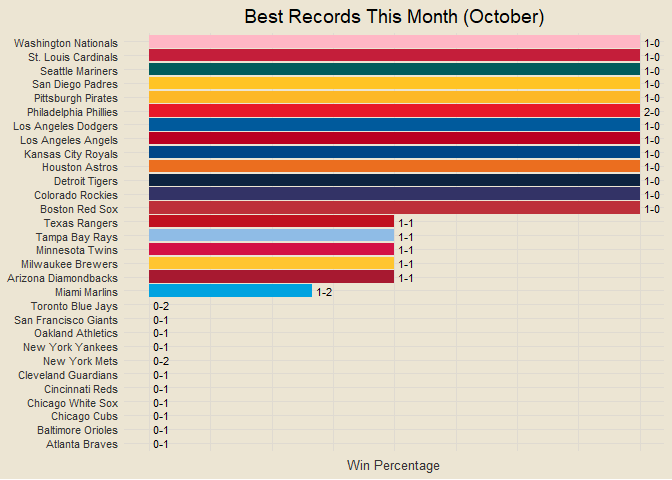 Best Records This Month (October)
Washington Nationals 1-0
St. Louis Cardinals 1-0
Seattle Mariners 1-0
San Diego Padres 1-0
Pittsburgh Pirates 1-0
Philadelphia Phillies 2-0
Los Angeles Dodgers 1-0
Los Angeles Angels 1-0
Kansas City Royals 1-0
Houston Astros 1-0
Detroit Tigers 1-0
Colorado Rockies 1-0
Boston Red Sox 1-0
Texas Rangers 1-1
Tampa Bay Rays 1-1
Minnesota Twins 1-1
Milwaukee Brewers 1-1
Arizona Diamondbacks 1-1
Miami Marlins 1-2
Toronto Blue Jays 0-2
San Francisco Giants 0-1
Oakland Athletics 0-1
New York Yankees 0-1
New York Mets 0-2
Cleveland Guardians 0-1
Cincinnati Reds 0-1
Chicago White Sox 0-1
Chicago Cubs 0-1
Baltimore Orioles 0-1
Atlanta Braves 0-1
Win Percentage